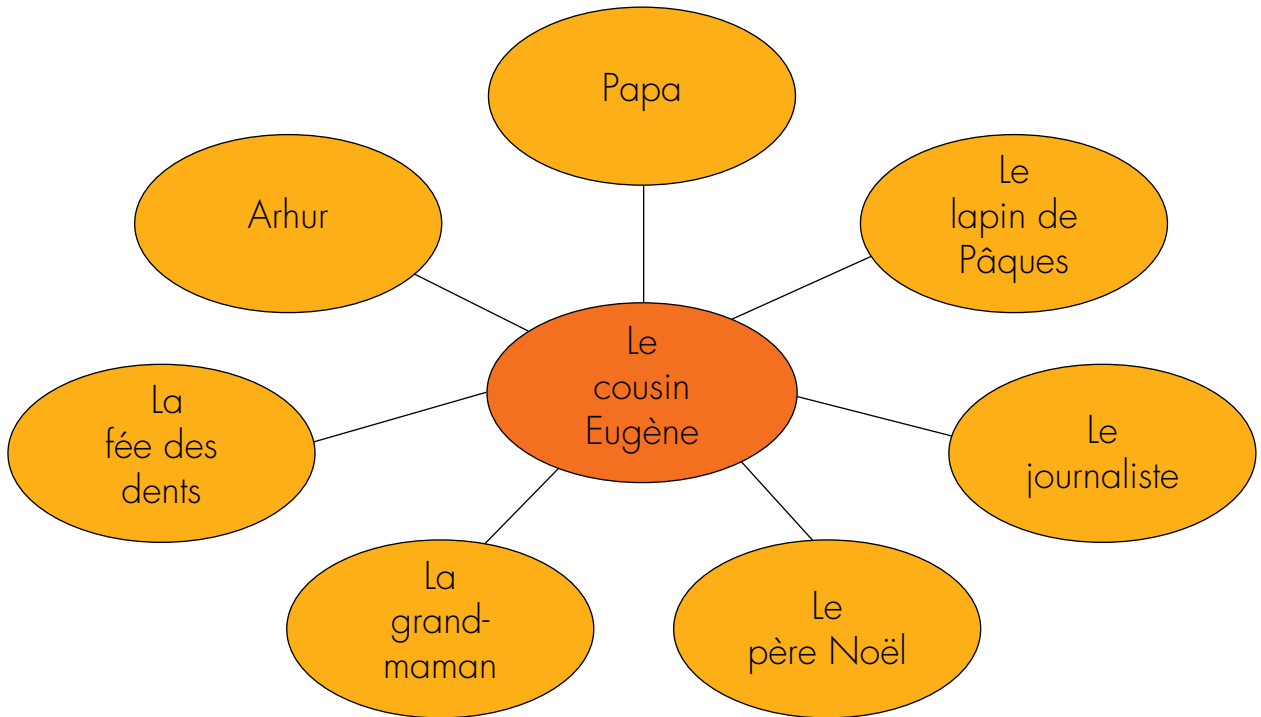 Papa
Arhur
Le
lapin de
Pâques
Le
cousin
Eugène
La
fée des
dents
Le
journaliste
La
grand-
maman
Le
père Noël